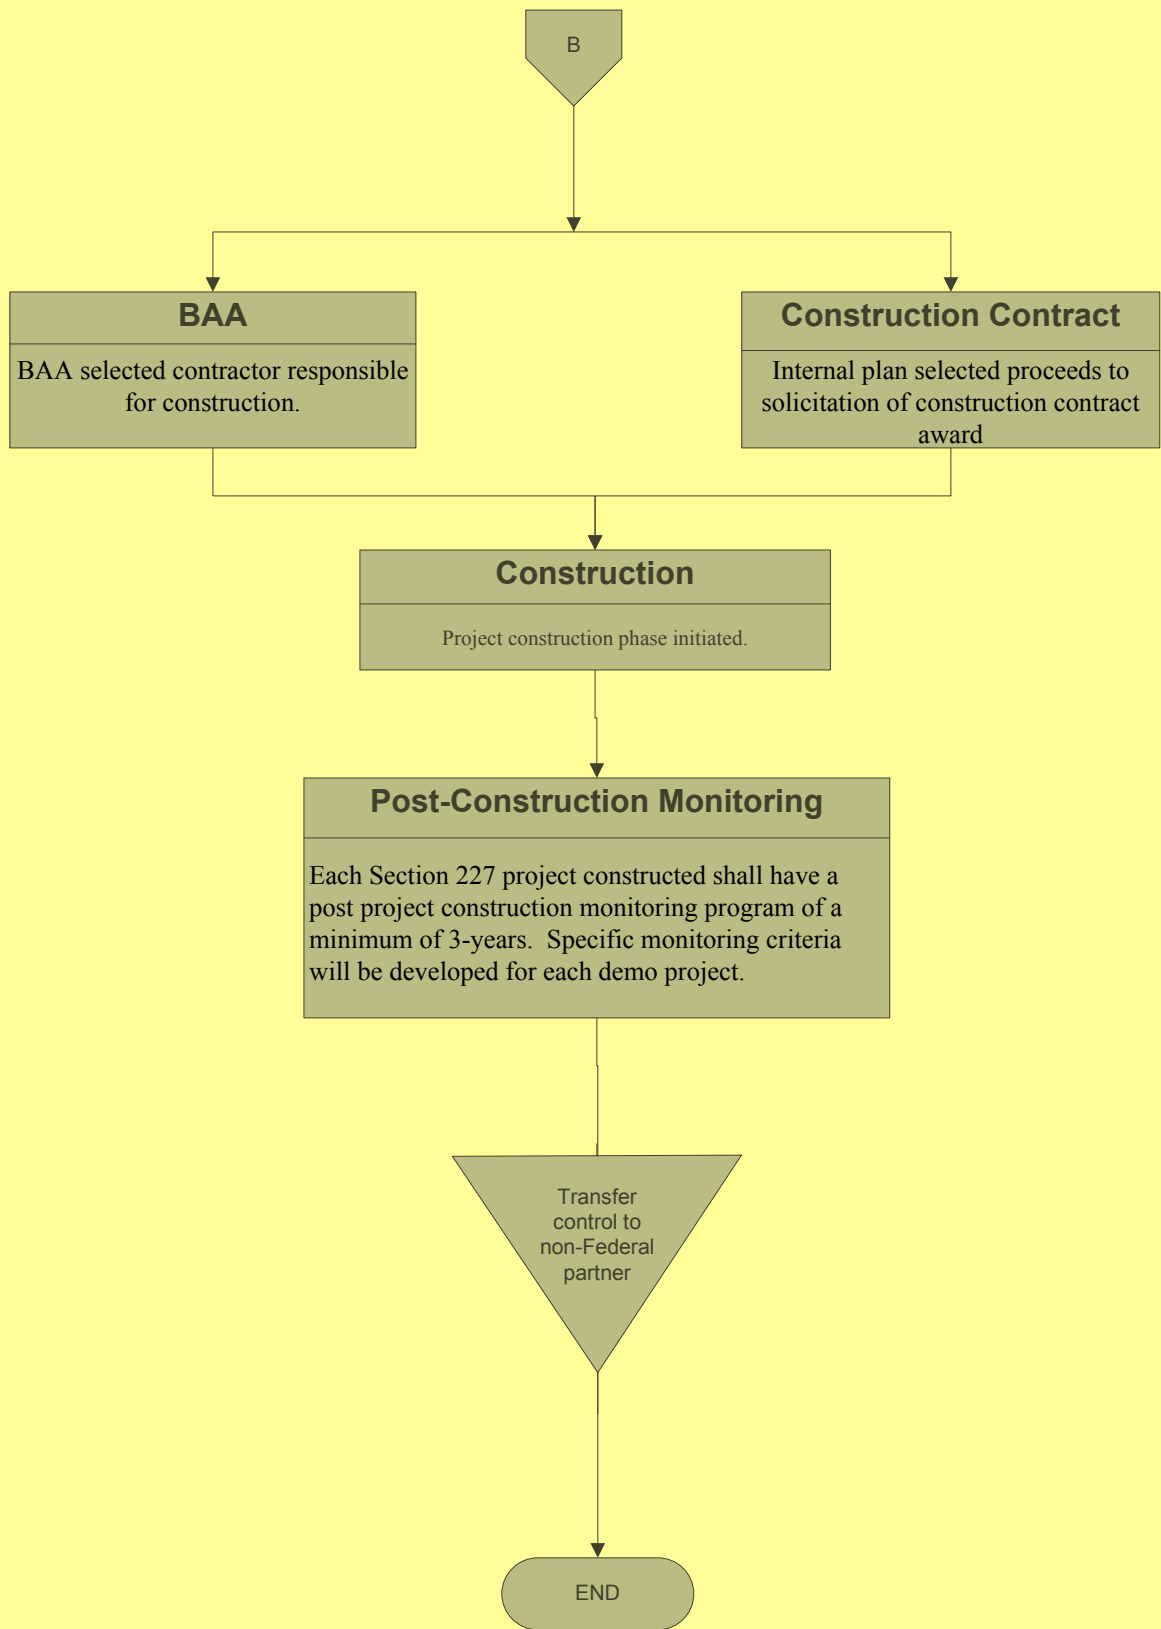 B
BAA
BAA selected contractor responsible
for construction.
Construction Contract
Internal plan selected proceeds to
solicitation of construction contract
award
Construction
Project construction phase initiated.
Post-Construction Monitoring
Each Section 227 project constructed shall have a
post project construction monitoring program of a
minimum of 3-years.  Specific monitoring criteria
will be developed for each demo project.
Transfer
control to
non-Federal
partner
END